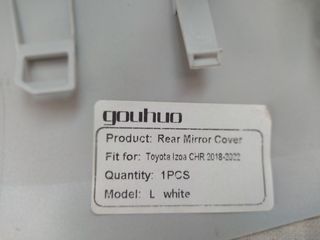 gouhuo
Product: Rear Mirror Cover
Fit for: Toyota Izoa CHR 2018-2022
Quantity: 1PCS
Model: L white